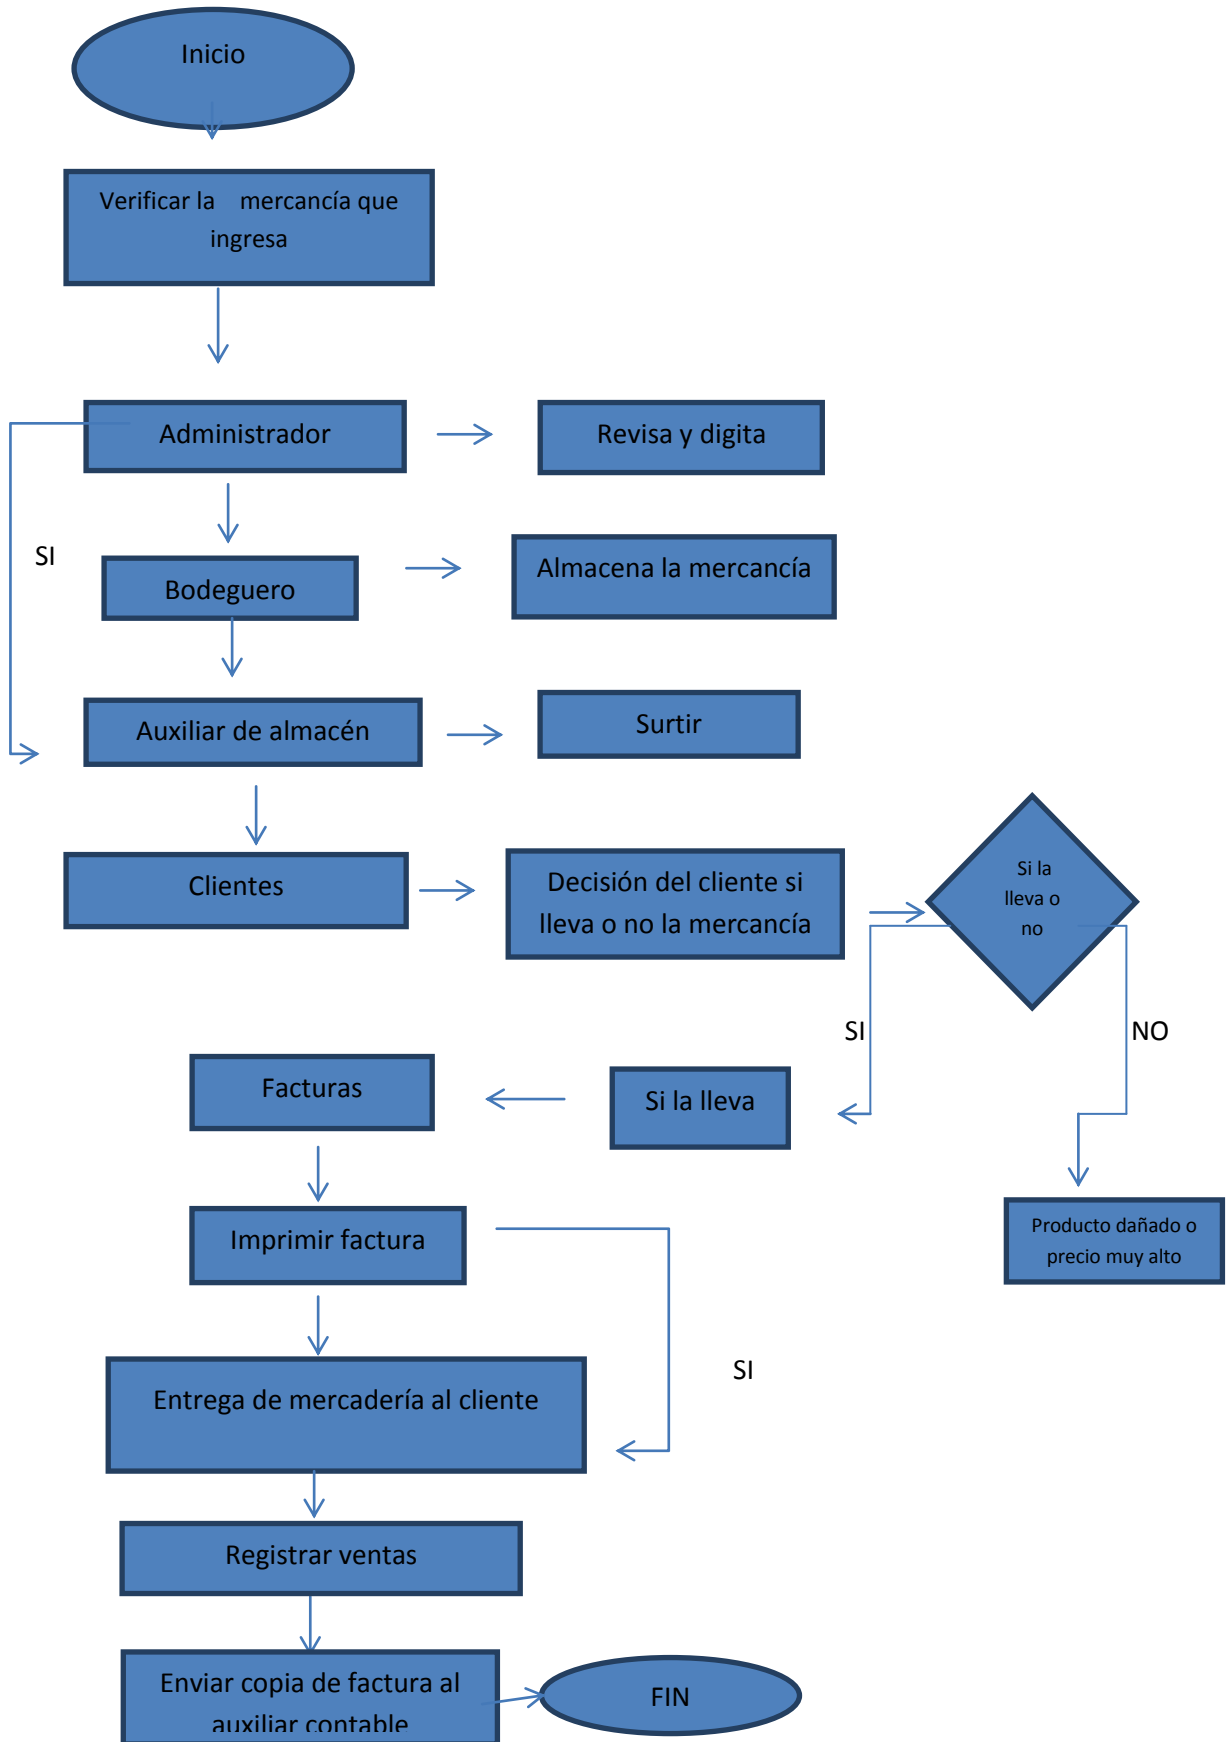 Inicio
Verificar la mercancía que
ingresa
Administrador
Revisa y digita
SI
Bodeguero
Almacena la mercancía
Auxiliar de almacén
Surtir
Clientes
Decisión del cliente si
lleva o no la mercancía
Si la
lleva o
no
SI
NO
Facturas
Si la lleva
Imprimir factura
Producto dañado o
precio muy alto
SI
Entrega de mercadería al cliente
Registrar ventas
Enviar copia de factura al
auxiliar contable
FIN